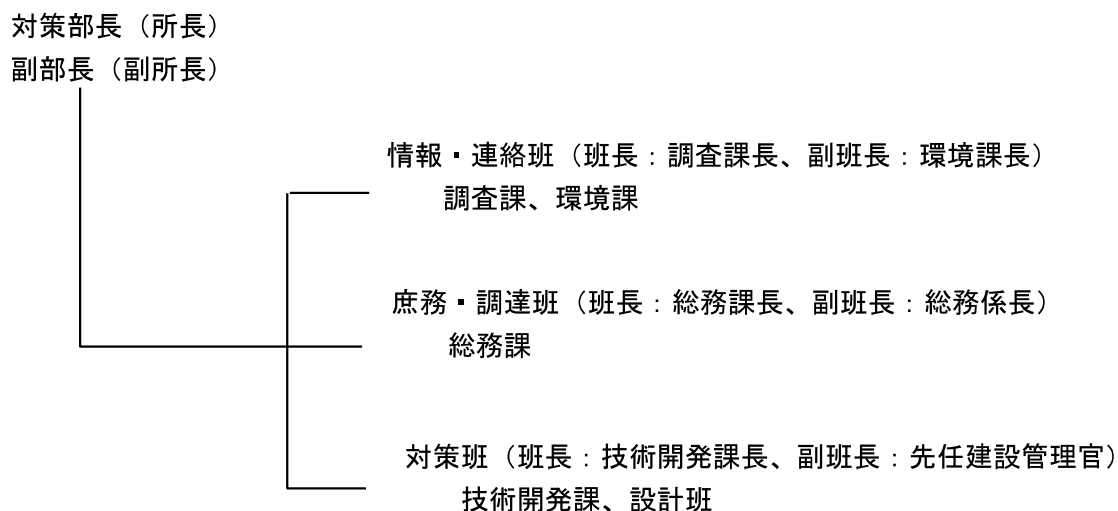 対策部長（所長）
副部長（副所長）
情報・連絡班（班長：調査課長、副班長：環境課長）
調査課、環境課
庶務・調達班（班長：総務課長、副班長：総務係長）
総務課
対策班（班長：技術開発課長、副班長：先任建設管理官）
技術開発課、設計班